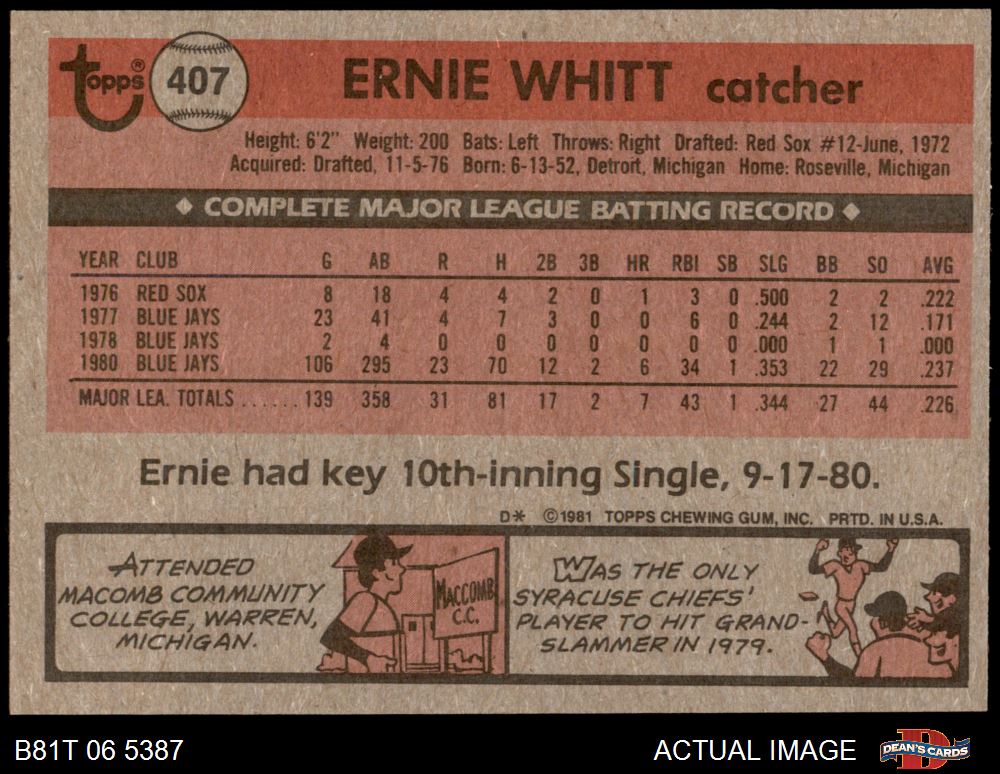 topps® 407 ERNIE WHITT catcher
Height: 6'2" Weight: 200 Bats: Left Throws: Right Drafted: Red Sox #12-June, 1972
Acquired: Drafted, 11-5-76 Born: 6-13-52, Detroit, Michigan Home: Roseville, Michigan
◆ COMPLETE MAJOR LEAGUE BATTING RECORD ◆
YEAR CLUB G AB R H 2B 3B HR RBI SB SLG BB SO AVG
1976 RED SOX 8 18 4 4 2 0 1 3 0 .500 2 2 .222
1977 BLUE JAYS 23 41 4 7 3 0 0 6 0 .244 2 12 .171
1978 BLUE JAYS 2 4 0 0 0 0 0 0 0 .000 1 1 .000
1980 BLUE JAYS 106 295 23 70 12 2 6 34 1 .353 22 29 .237
MAJOR LEA. TOTALS ...... 139 358 31 81 17 2 7 43 1 .344 27 44 .226
Ernie had key 10th-inning Single, 9-17-80.
D* ©1981 TOPPS CHEWING GUM, INC. PRTD. IN U.S.A.
ATTENDED
MACOMB COMMUNITY
COLLEGE, WARREN,
MICHIGAN.
MACCOMB
C.C.
WAS THE ONLY
SYRACUSE CHIEFS'
PLAYER TO HIT GRAND-
SLAMMER IN 1979.
B81T 06 5387 ACTUAL IMAGE DEAN'S CARDS